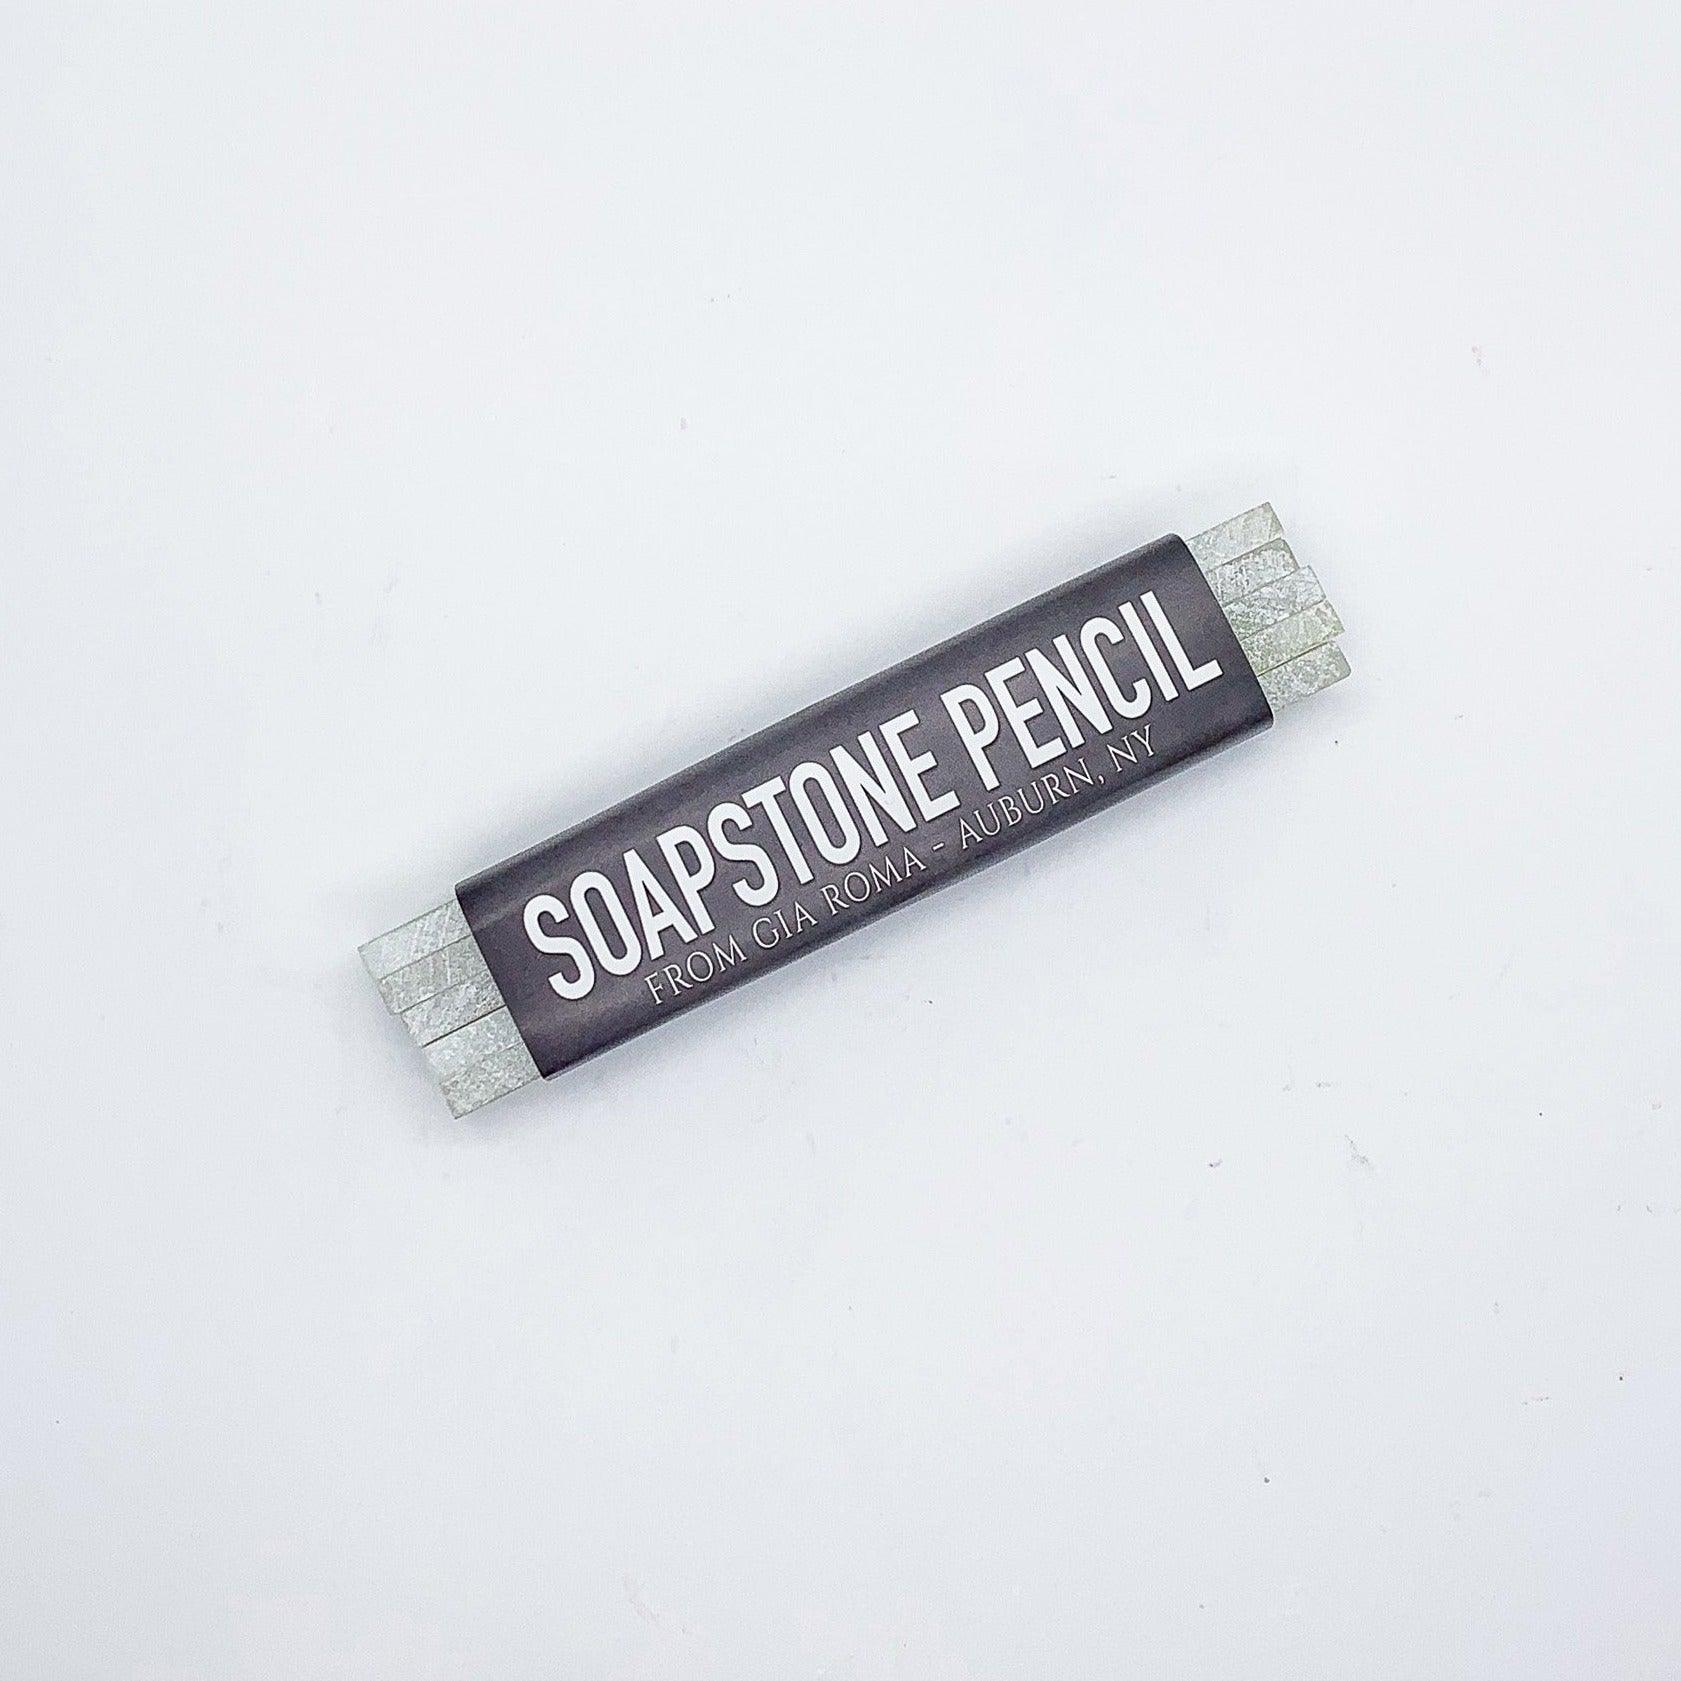 SOAPSTONE PENCIL
FROM GIA ROMA - AUBURN, NY